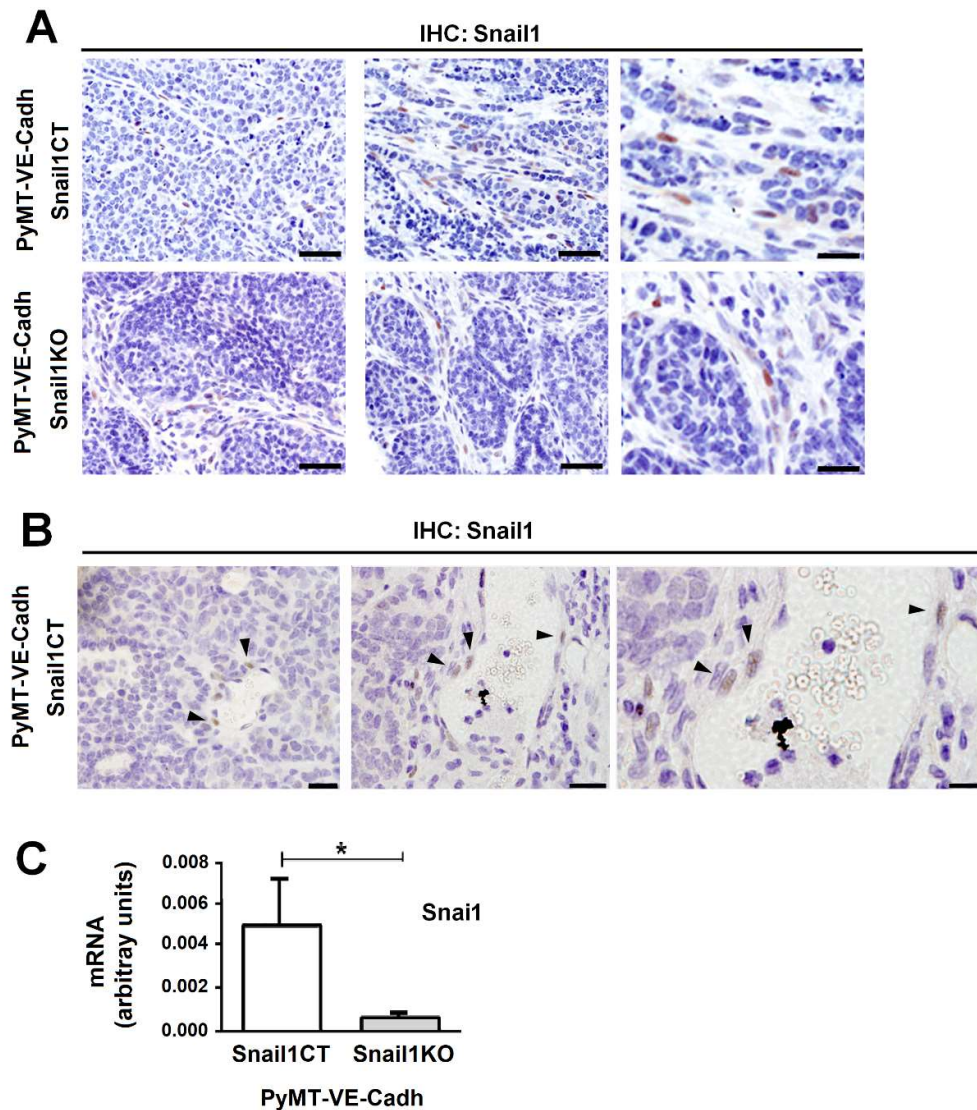 A
IHC: Snail1
PyMT-VE-Cadh
Snail1CT
PyMT-VE-Cadh
Snail1KO
B
IHC: Snail1
PyMT-VE-Cadh
Snail1CT
C
mRNA
(arbitray units)
0.008
0.006
0.004
0.002
0.000
*
Snai1
Snail1CT Snail1KO
PyMT-VE-Cadh